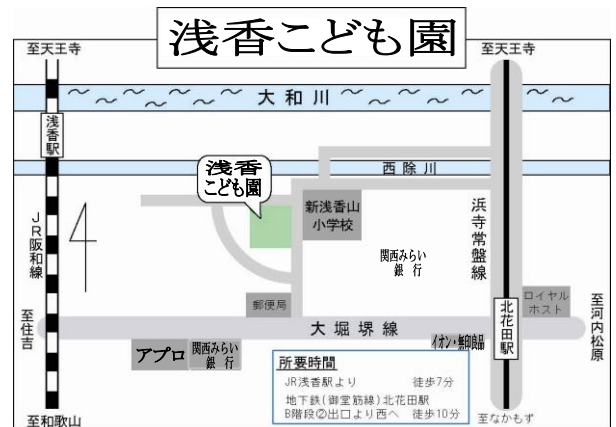 浅香こども園
至天王寺
至天王寺
大和川
浅香駅
西除川
浅香
こども園
新浅香山
小学校
JR阪和線
浜寺常盤線
関西みらい
銀行
郵便局
ロイヤル
ホスト
至住吉
大堀堺線
北花田駅
至河内松原
アプロ
関西みらい
銀行
イオン・無印良品
所要時間
JR浅香駅より 徒歩7分
地下鉄(御堂筋線)北花田駅
B階段②出口より西へ 徒歩10分
至和歌山
至なかもず